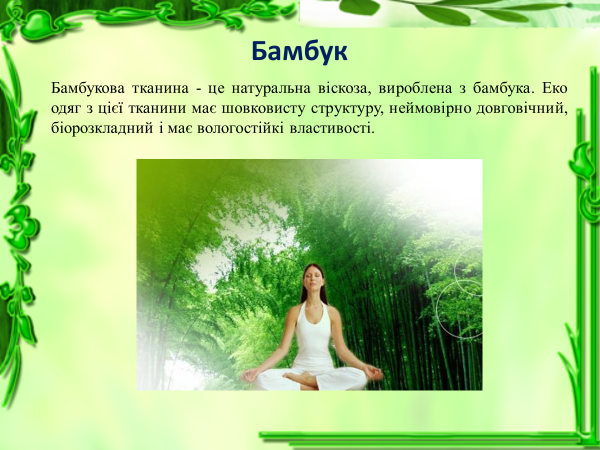 Бамбук
Бамбукова тканина - це натуральна віскоза, вироблена з бамбука. Еко
одяг з цієї тканини має шовковисту структуру, неймовірно довговічний,
біорозкладний і має вологостійкі властивості.